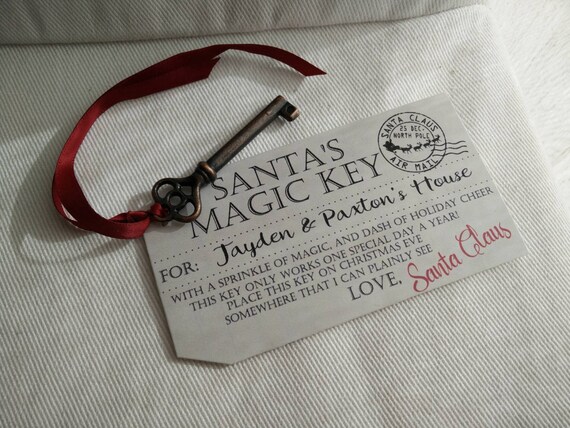 SANTA'S
MAGIC KEY
SANTA CLAUS
25 DEC.
NORTH POLE
AIR MAIL
FOR: Jayden & Paxton's House
WITH A SPRINKLE OF MAGIC, AND DASH OF HOLIDAY CHEER
THIS KEY ONLY WORKS ONE SPECIAL DAY A YEAR!
PLACE THIS KEY ON CHRISTMAS EVE
SOMEWHERE THAT I CAN PLAINLY SEE
LOVE, Santa Claus